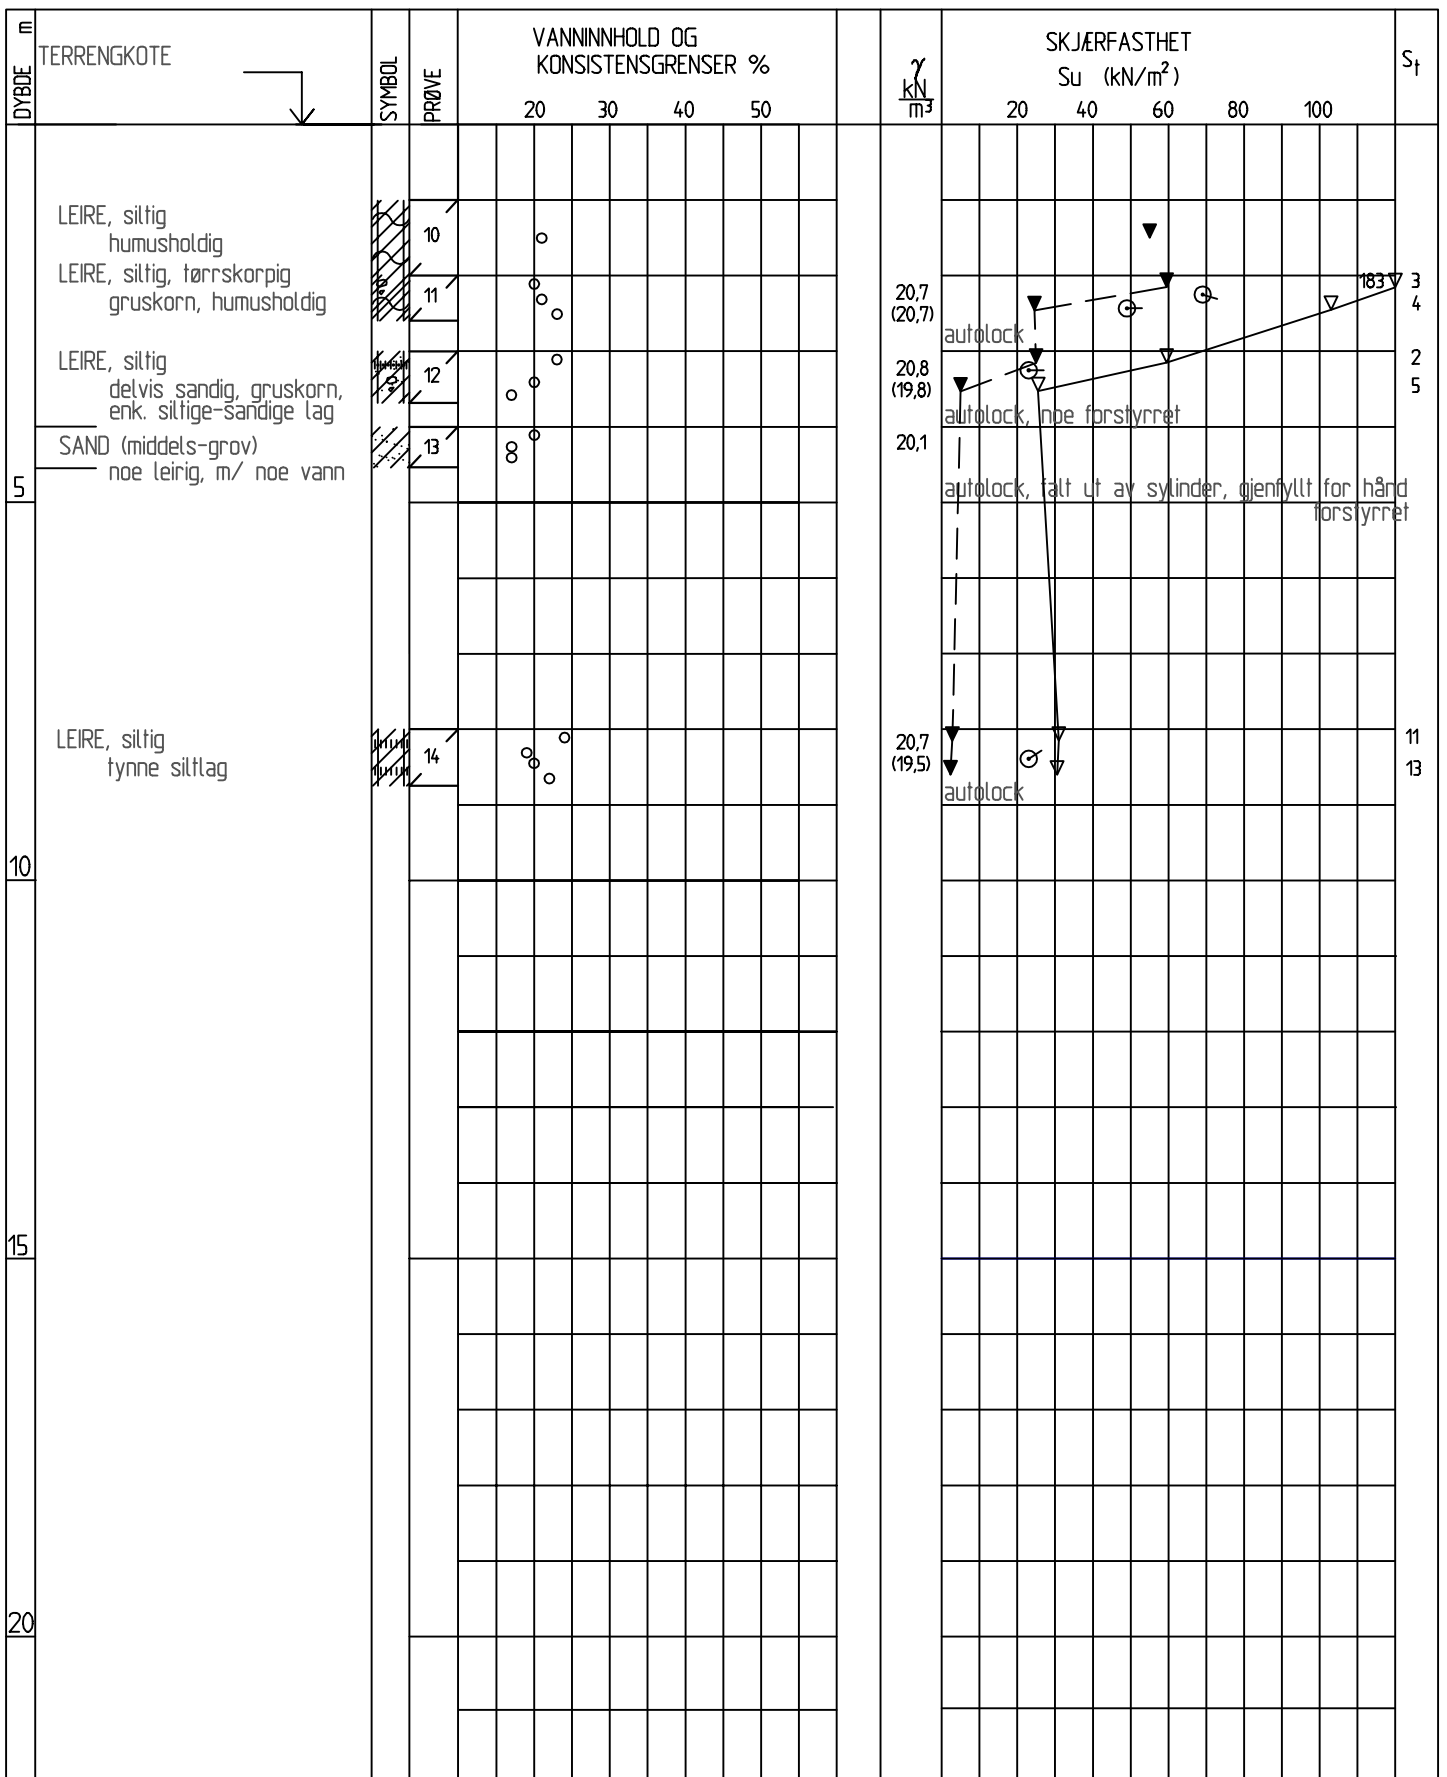 DYBDE m
TERRENGKOTE
SYMBOL
PRØVE
VANNINNHOLD OG
KONSISTENSGRENSER %
20 30 40 50
γ
kN
m³
SKJÆRFASTHET
Su (kN/m²)
20 40 60 80 100
St
LEIRE, siltig
humusholdig
10
LEIRE, siltig, tørrskorpig
gruskorn, humusholdig
11
20,7
(20,7)
183
3
4
autolock
LEIRE, siltig
delvis sandig, gruskorn,
enk. siltige-sandige lag
12
20,8
(19,8)
2
5
autolock, noe forstyrret
SAND (middels-grov)
noe leirig, m/ noe vann
13
20,1
5
autolock, falt ut av sylinder, gjenfyllt for hånd
forstyrret
LEIRE, siltig
tynne siltlag
14
20,7
(19,5)
11
13
autolock
10
15
20